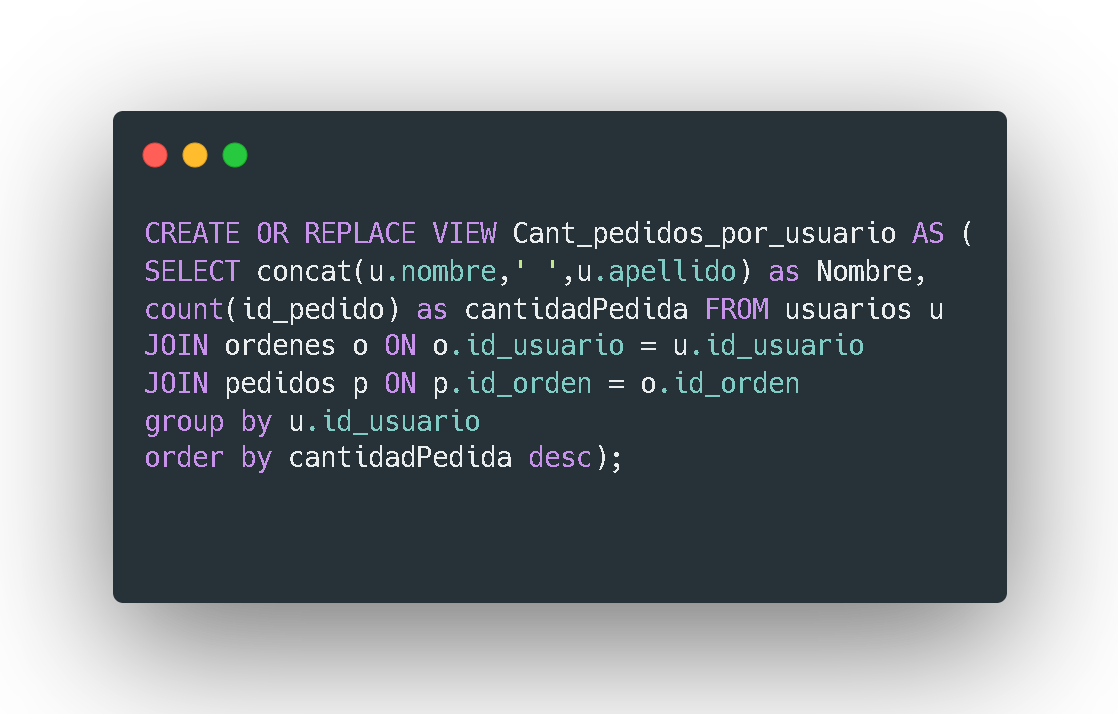 CREATE OR REPLACE VIEW Cant_pedidos_por_usuario AS (
SELECT concat(u.nombre,' ',u.apellido) as Nombre,
count(id_pedido) as cantidadPedida FROM usuarios u
JOIN ordenes o ON o.id_usuario = u.id_usuario
JOIN pedidos p ON p.id_orden = o.id_orden
group by u.id_usuario
order by cantidadPedida desc);